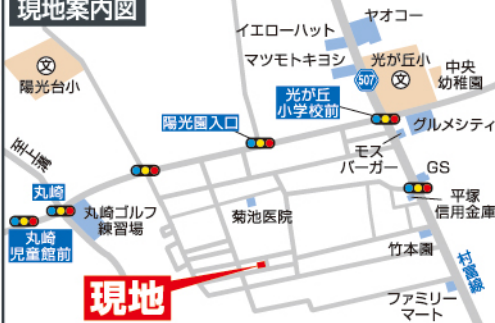 現地案内図
ヤオコー
イエローハット
マツモトキヨシ
光が丘小
文
中央
幼稚園
507
文
陽光台小
光が丘
小学校前
陽光園入口
グルメシティ
モス
バーガー
至上溝
GS
平塚
信用金庫
丸崎
丸崎ゴルフ
練習場
菊池医院
丸崎
児童館前
竹本園
村富線
現地
ファミリー
マート